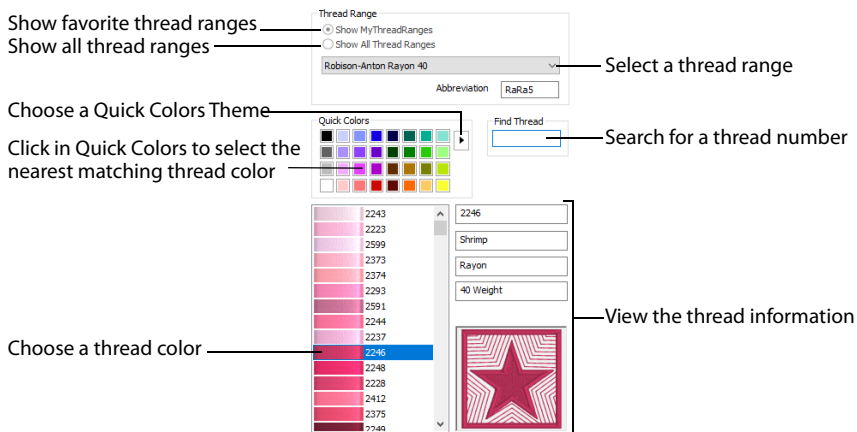 Thread Range
Show favorite thread ranges
Show MyThreadRanges
Show all thread ranges
Show All Thread Ranges
Robison-Anton Rayon 40
Select a thread range
Abbreviation RaRa5
Choose a Quick Colors Theme
Quick Colors
Find Thread
Search for a thread number
Click in Quick Colors to select the
nearest matching thread color
2243
2223
2599
2373
2374
2293
2591
2244
2237
2246
2248
2228
2412
2375
2249
2246
Shrimp
Rayon
40 Weight
View the thread information
Choose a thread color